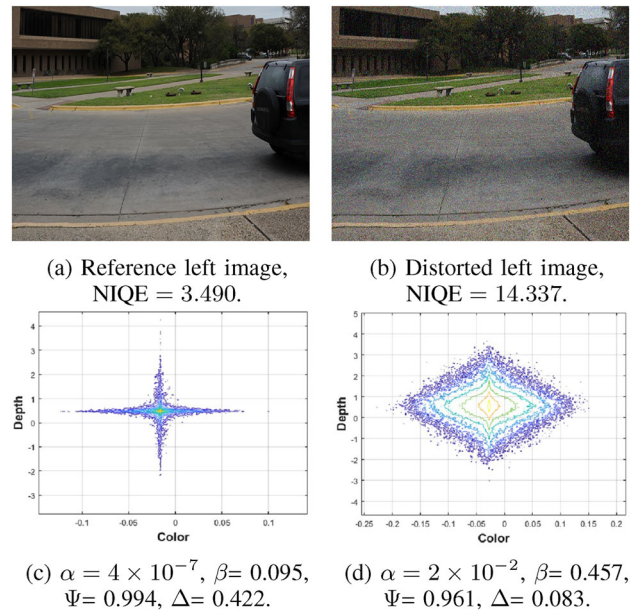 (a) Reference left image,
NIQE = 3.490.
(b) Distorted left image,
NIQE = 14.337.
4
3
2
1
0
-1
-2
-3
Depth
-0.1
-0.05
0
0.05
0.1
Color
5
4
3
2
1
0
-1
-2
-3
-4
Depth
-0.25
-0.2
-0.15
-0.1
-0.05
0
0.05
0.1
0.15
0.2
Color
(c) α = 4 × 10⁻⁷, β= 0.095,
Ψ= 0.994, Δ= 0.422.
(d) α = 2 × 10⁻², β= 0.457,
Ψ= 0.961, Δ= 0.083.